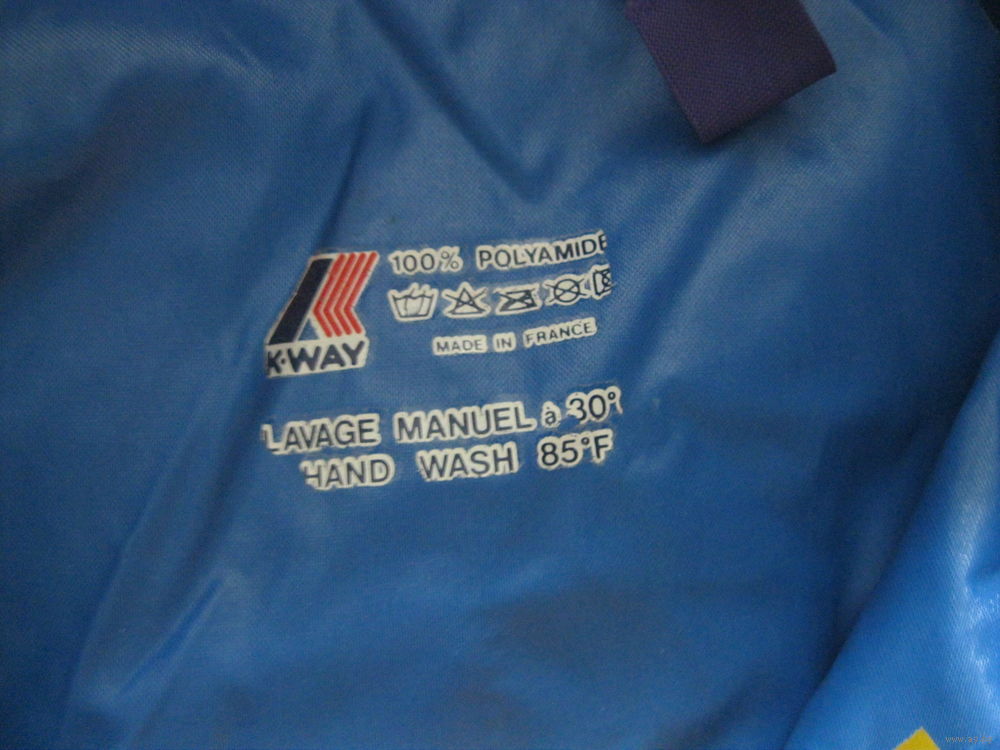 100% POLYAMIDE
K·WAY
MADE IN FRANCE
LAVAGE MANUEL à 30°
HAND WASH 85°F